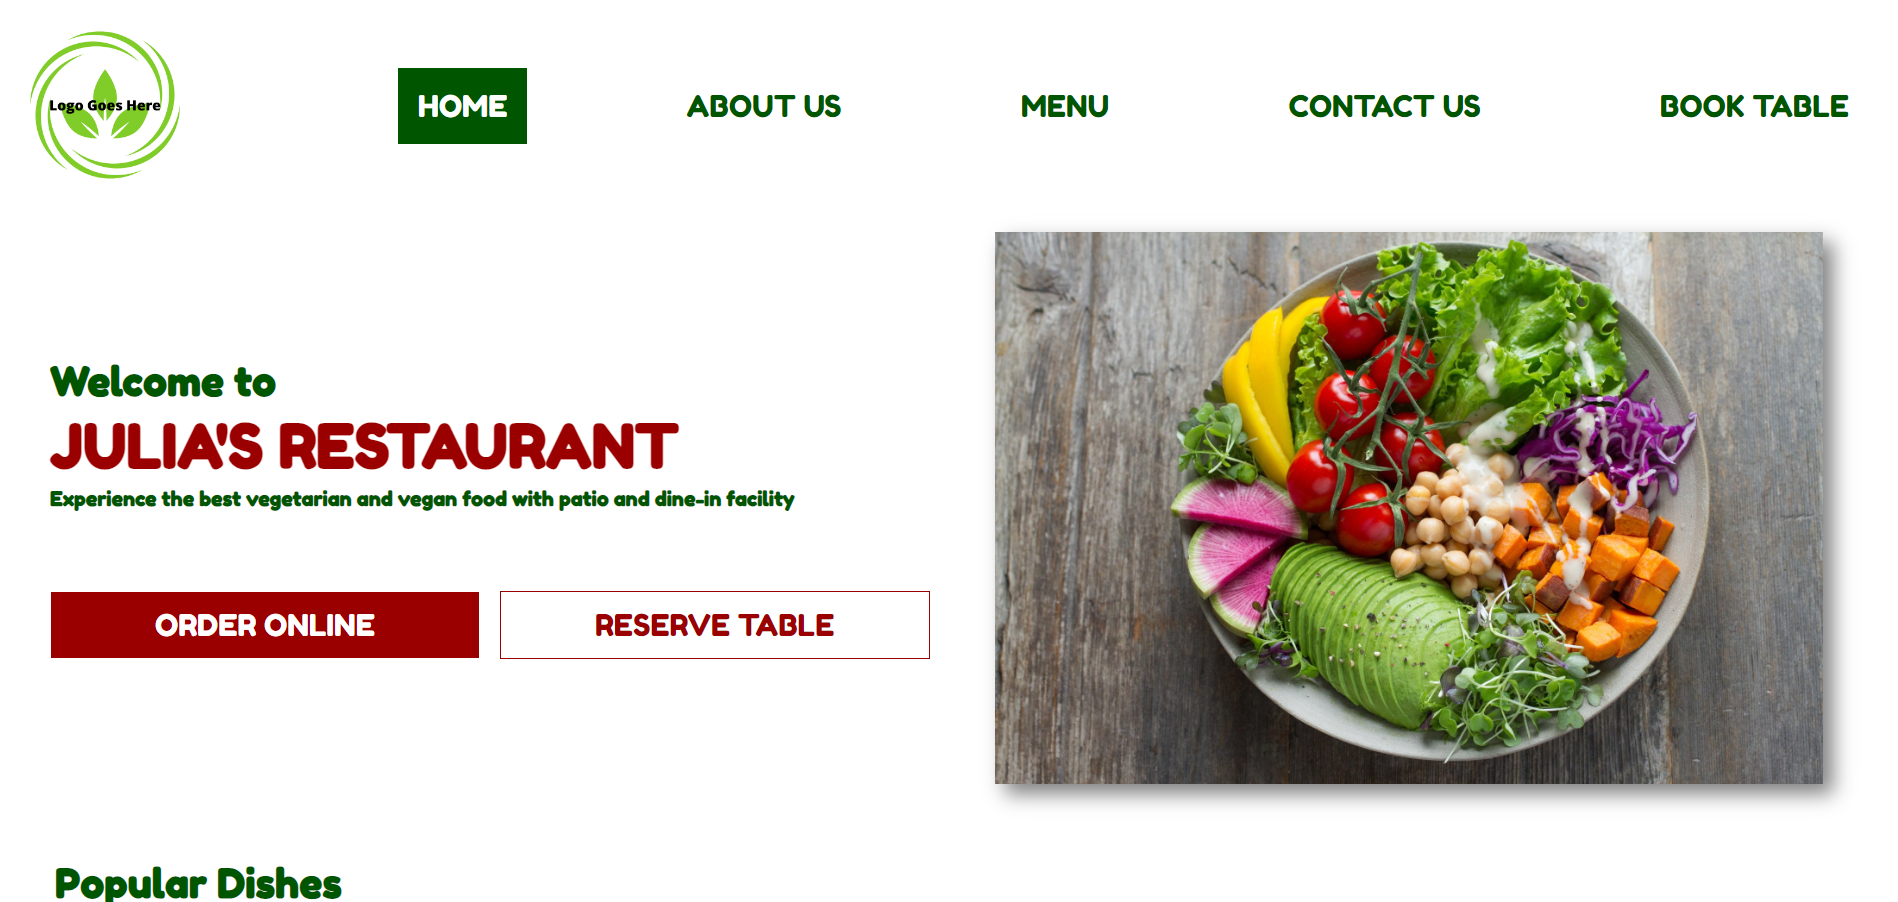 Logo Goes Here
HOME
ABOUT US
MENU
CONTACT US
BOOK TABLE
Welcome to
JULIA'S RESTAURANT
Experience the best vegetarian and vegan food with patio and dine-in facility
ORDER ONLINE
RESERVE TABLE
Popular Dishes